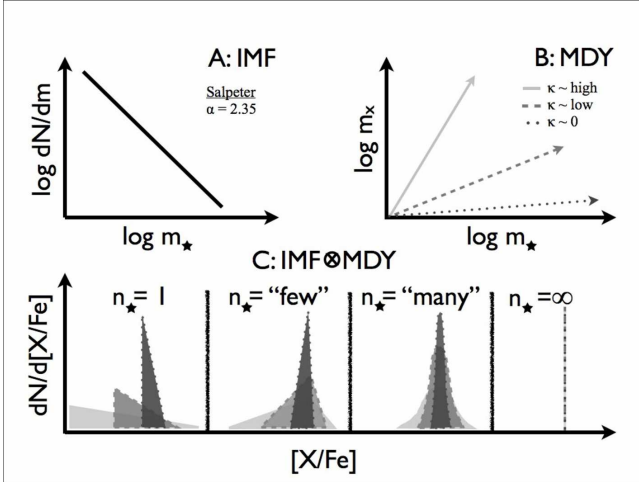 A: IMF
B: MDY
Salpeter
α = 2.35
κ ~ high
κ ~ low
κ ~ 0
log dN/dm
log mₓ
log m★
log m★
C: IMF⊗MDY
n★= 1
n★= "few"
n★= "many"
n★=∞
dN/d[X/Fe]
[X/Fe]